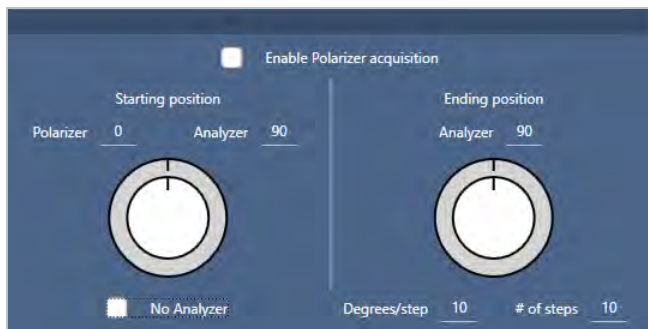 Enable Polarizer acquisition
Starting position
Ending position
Polarizer 0 Analyzer 90
Analyzer 90
No Analyzer
Degrees/step 10 # of steps 10